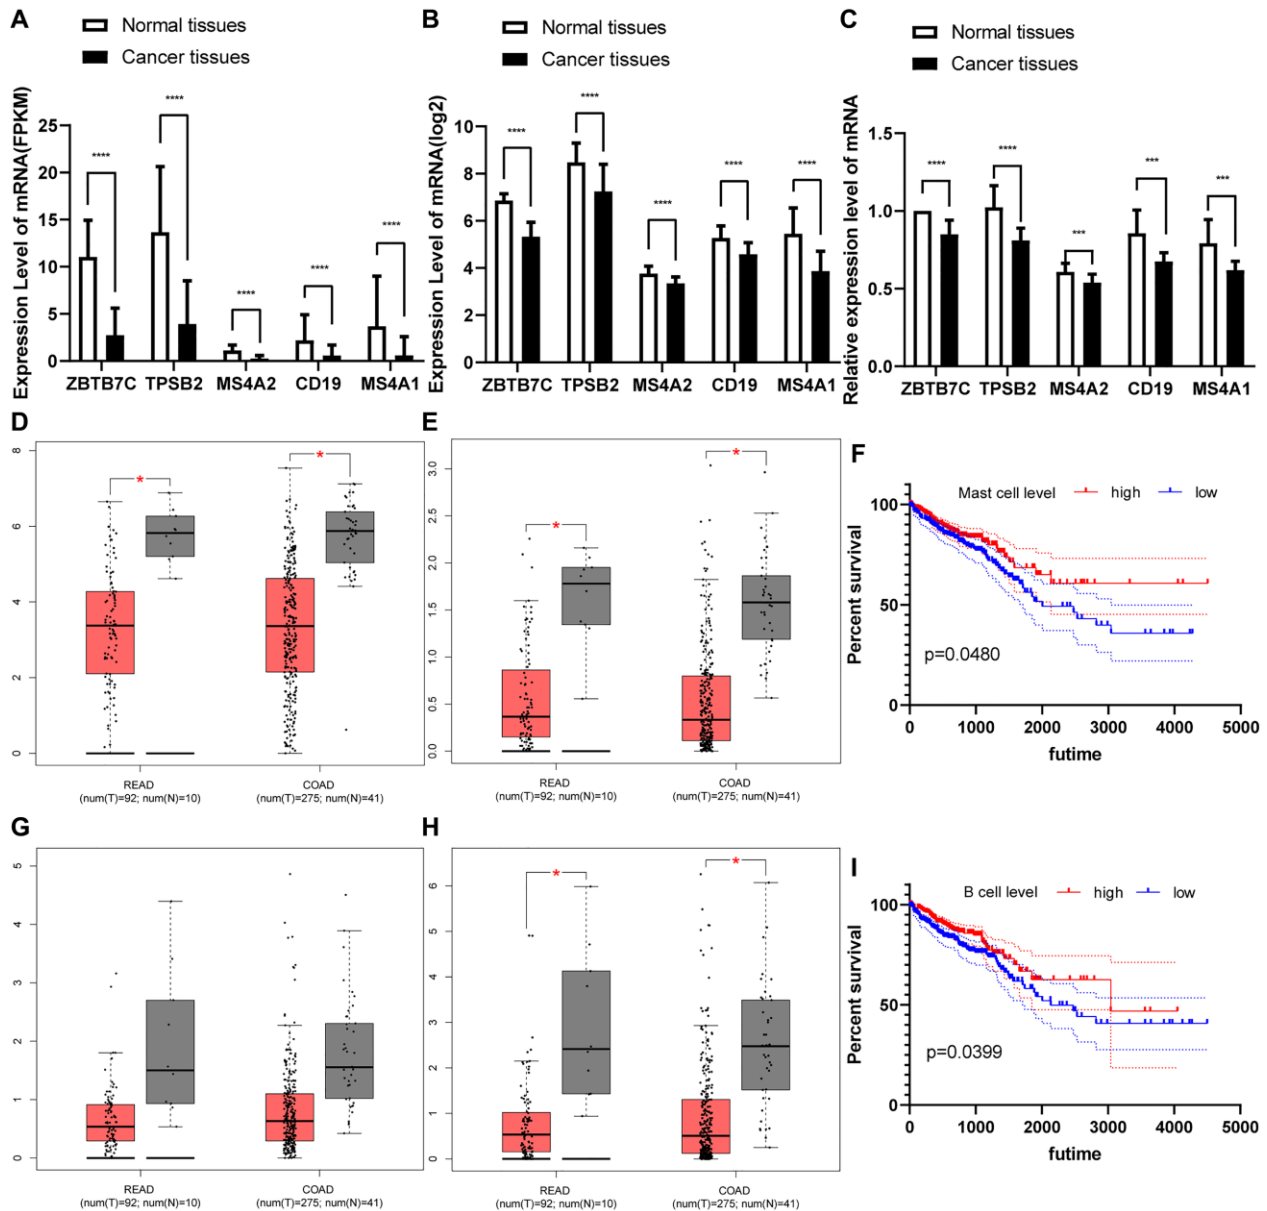 A
Normal tissues
Cancer tissues
Expression Level of mRNA(FPKM)
25
20
15
10
5
0
****
****
****
****
****
ZBTB7C TPSB2 MS4A2 CD19 MS4A1
B
Normal tissues
Cancer tissues
Expression Level of mRNA(log2)
10
8
6
4
2
0
****
****
****
****
****
ZBTB7C TPSB2 MS4A2 CD19 MS4A1
C
Normal tissues
Cancer tissues
Relative expression level of mRNA
1.5
1.0
0.5
0.0
****
****
***
***
***
ZBTB7C TPSB2 MS4A2 CD19 MS4A1
D
8
6
4
2
0
*
*
READ
(num(T)=92; num(N)=10)
COAD
(num(T)=275; num(N)=41)
E
3.0
2.5
2.0
1.5
1.0
0.5
0.0
*
*
READ
(num(T)=92; num(N)=10)
COAD
(num(T)=275; num(N)=41)
F
Mast cell level high low
Percent survival
100
50
0
p=0.0480
0 1000 2000 3000 4000 5000
futime
G
5
4
3
2
1
0
READ
(num(T)=92; num(N)=10)
COAD
(num(T)=275; num(N)=41)
H
6
5
4
3
2
1
0
*
*
READ
(num(T)=92; num(N)=10)
COAD
(num(T)=275; num(N)=41)
I
B cell level high low
Percent survival
100
50
0
p=0.0399
0 1000 2000 3000 4000 5000
futime